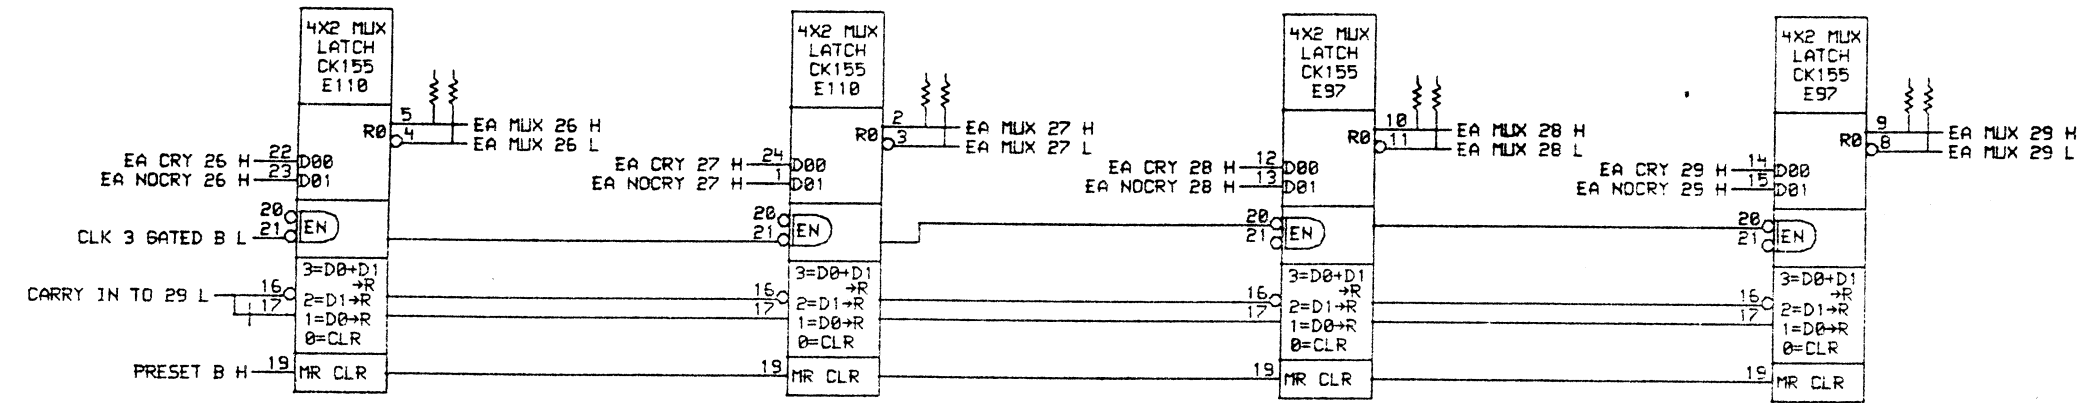 4X2 MUX
LATCH
CK155
E110
5
R0
4
EA MUX 26 H
EA MUX 26 L
EA CRY 26 H
22
D00
EA NOCRY 26 H
23
D01
20
21
EN
CLK 3 GATED B L
3=D0+D1
→R
CARRY IN TO 29 L
16
17
2=D1→R
1=D0→R
0=CLR
PRESET B H
19
MR CLR
4X2 MUX
LATCH
CK155
E110
2
R0
3
EA MUX 27 H
EA MUX 27 L
EA CRY 27 H
24
D00
EA NOCRY 27 H
1
D01
20
21
EN
3=D0+D1
→R
16
17
2=D1→R
1=D0→R
0=CLR
19
MR CLR
4X2 MUX
LATCH
CK155
E97
10
R0
11
EA MUX 28 H
EA MUX 28 L
EA CRY 28 H
12
D00
EA NOCRY 28 H
13
D01
20
21
EN
3=D0+D1
→R
16
17
2=D1→R
1=D0→R
0=CLR
19
MR CLR
4X2 MUX
LATCH
CK155
E97
9
R0
8
EA MUX 29 H
EA MUX 29 L
EA CRY 29 H
14
D00
EA NOCRY 29 H
15
D01
20
21
EN
3=D0+D1
→R
16
17
2=D1→R
1=D0→R
0=CLR
19
MR CLR